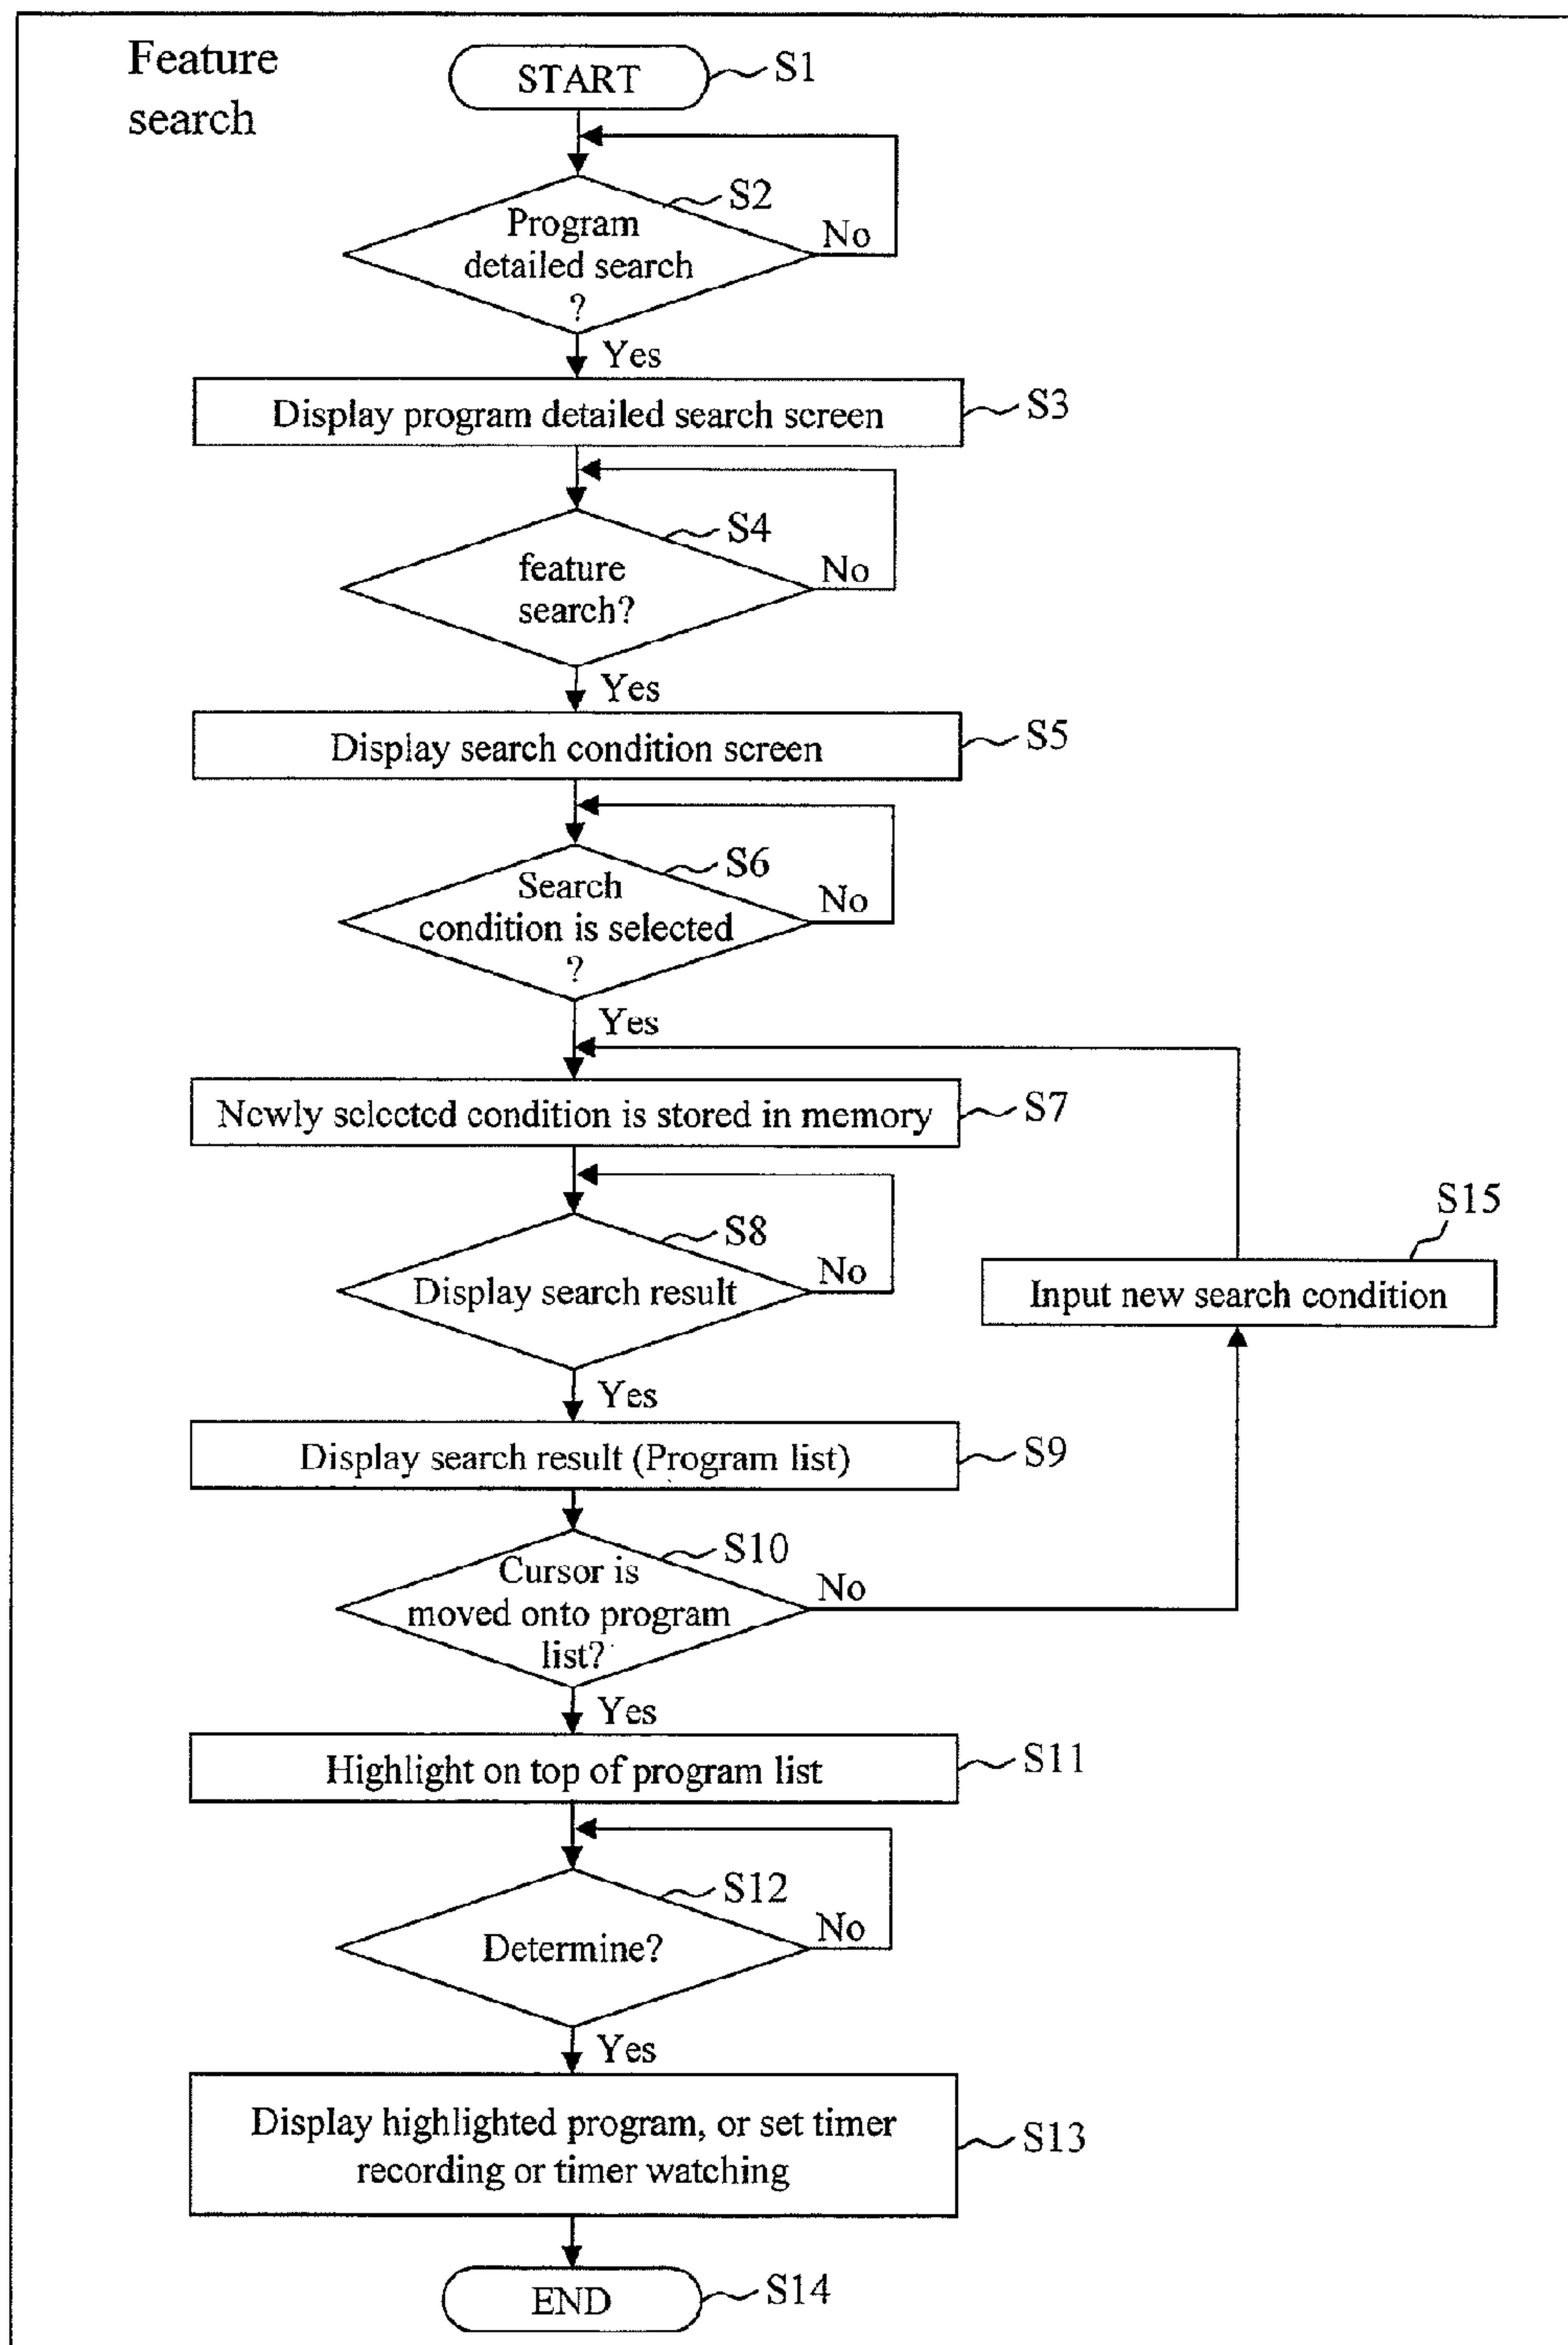 Feature
search
START
S1
S2
Program
detailed search
?
No
Yes
Display program detailed search screen
S3
S4
feature
search?
No
Yes
Display search condition screen
S5
S6
Search
condition is selected
?
No
Yes
Newly selected condition is stored in memory
S7
S8
Display search result
No
S15
Input new search condition
Yes
Display search result (Program list)
S9
S10
Cursor is
moved onto program
list?
No
Yes
Highlight on top of program list
S11
S12
Determine?
No
Yes
Display highlighted program, or set timer
recording or timer watching
S13
END
S14